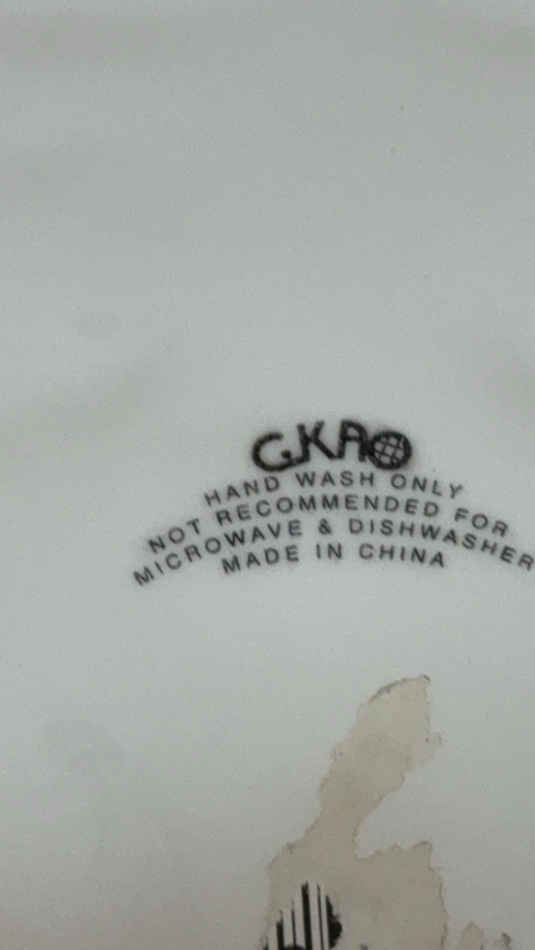 GKAO
HAND WASH ONLY
NOT RECOMMENDED FOR
MICROWAVE & DISHWASHER
MADE IN CHINA